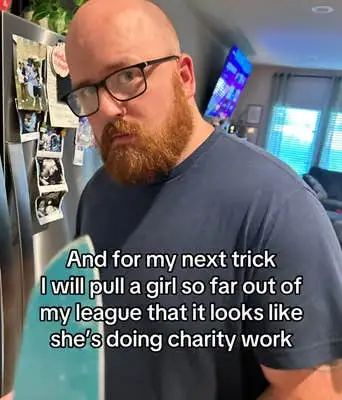 And for my next trick
I will pull a girl so far out of
my league that it looks like
she's doing charity work